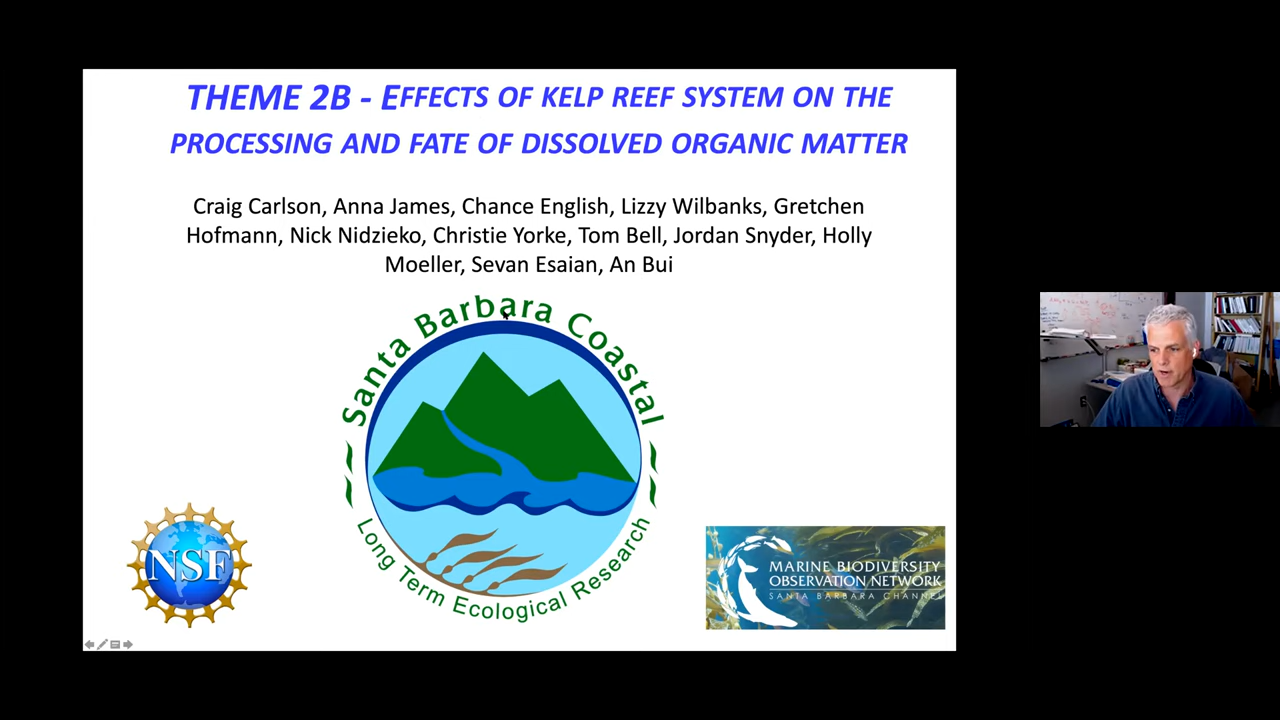 THEME 2B - EFFECTS OF KELP REEF SYSTEM ON THE
PROCESSING AND FATE OF DISSOLVED ORGANIC MATTER
Craig Carlson, Anna James, Chance English, Lizzy Wilbanks, Gretchen
Hofmann, Nick Nidzieko, Christie Yorke, Tom Bell, Jordan Snyder, Holly
Moeller, Sevan Esaian, An Bui
Santa Barbara Coastal
Long Term Ecological Research
NSF
MARINE BIODIVERSITY
OBSERVATION NETWORK
SANTA BARBARA CHANNEL